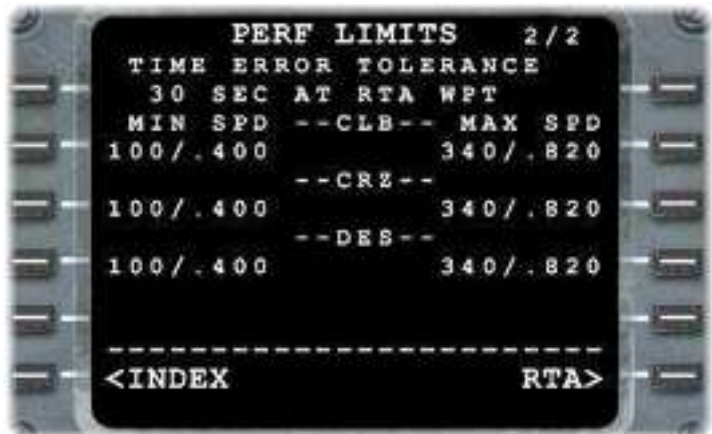 PERF LIMITS 2/2
TIME ERROR TOLERANCE
30 SEC AT RTA WPT
MIN SPD --CLB-- MAX SPD
100/.400 340/.820
--CRZ--
100/.400 340/.820
--DES--
100/.400 340/.820
------------------------
<INDEX RTA>